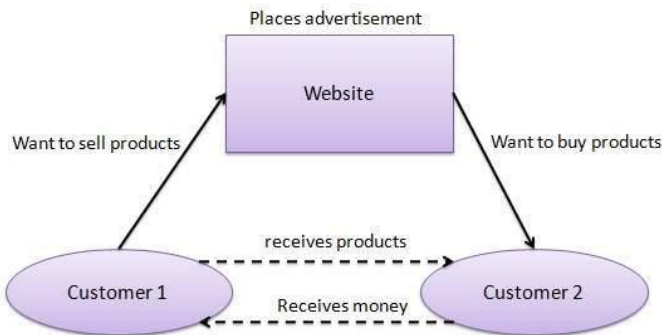 Places advertisement
Website
Want to sell products
Want to buy products
receives products
Customer 1
Customer 2
Receives money